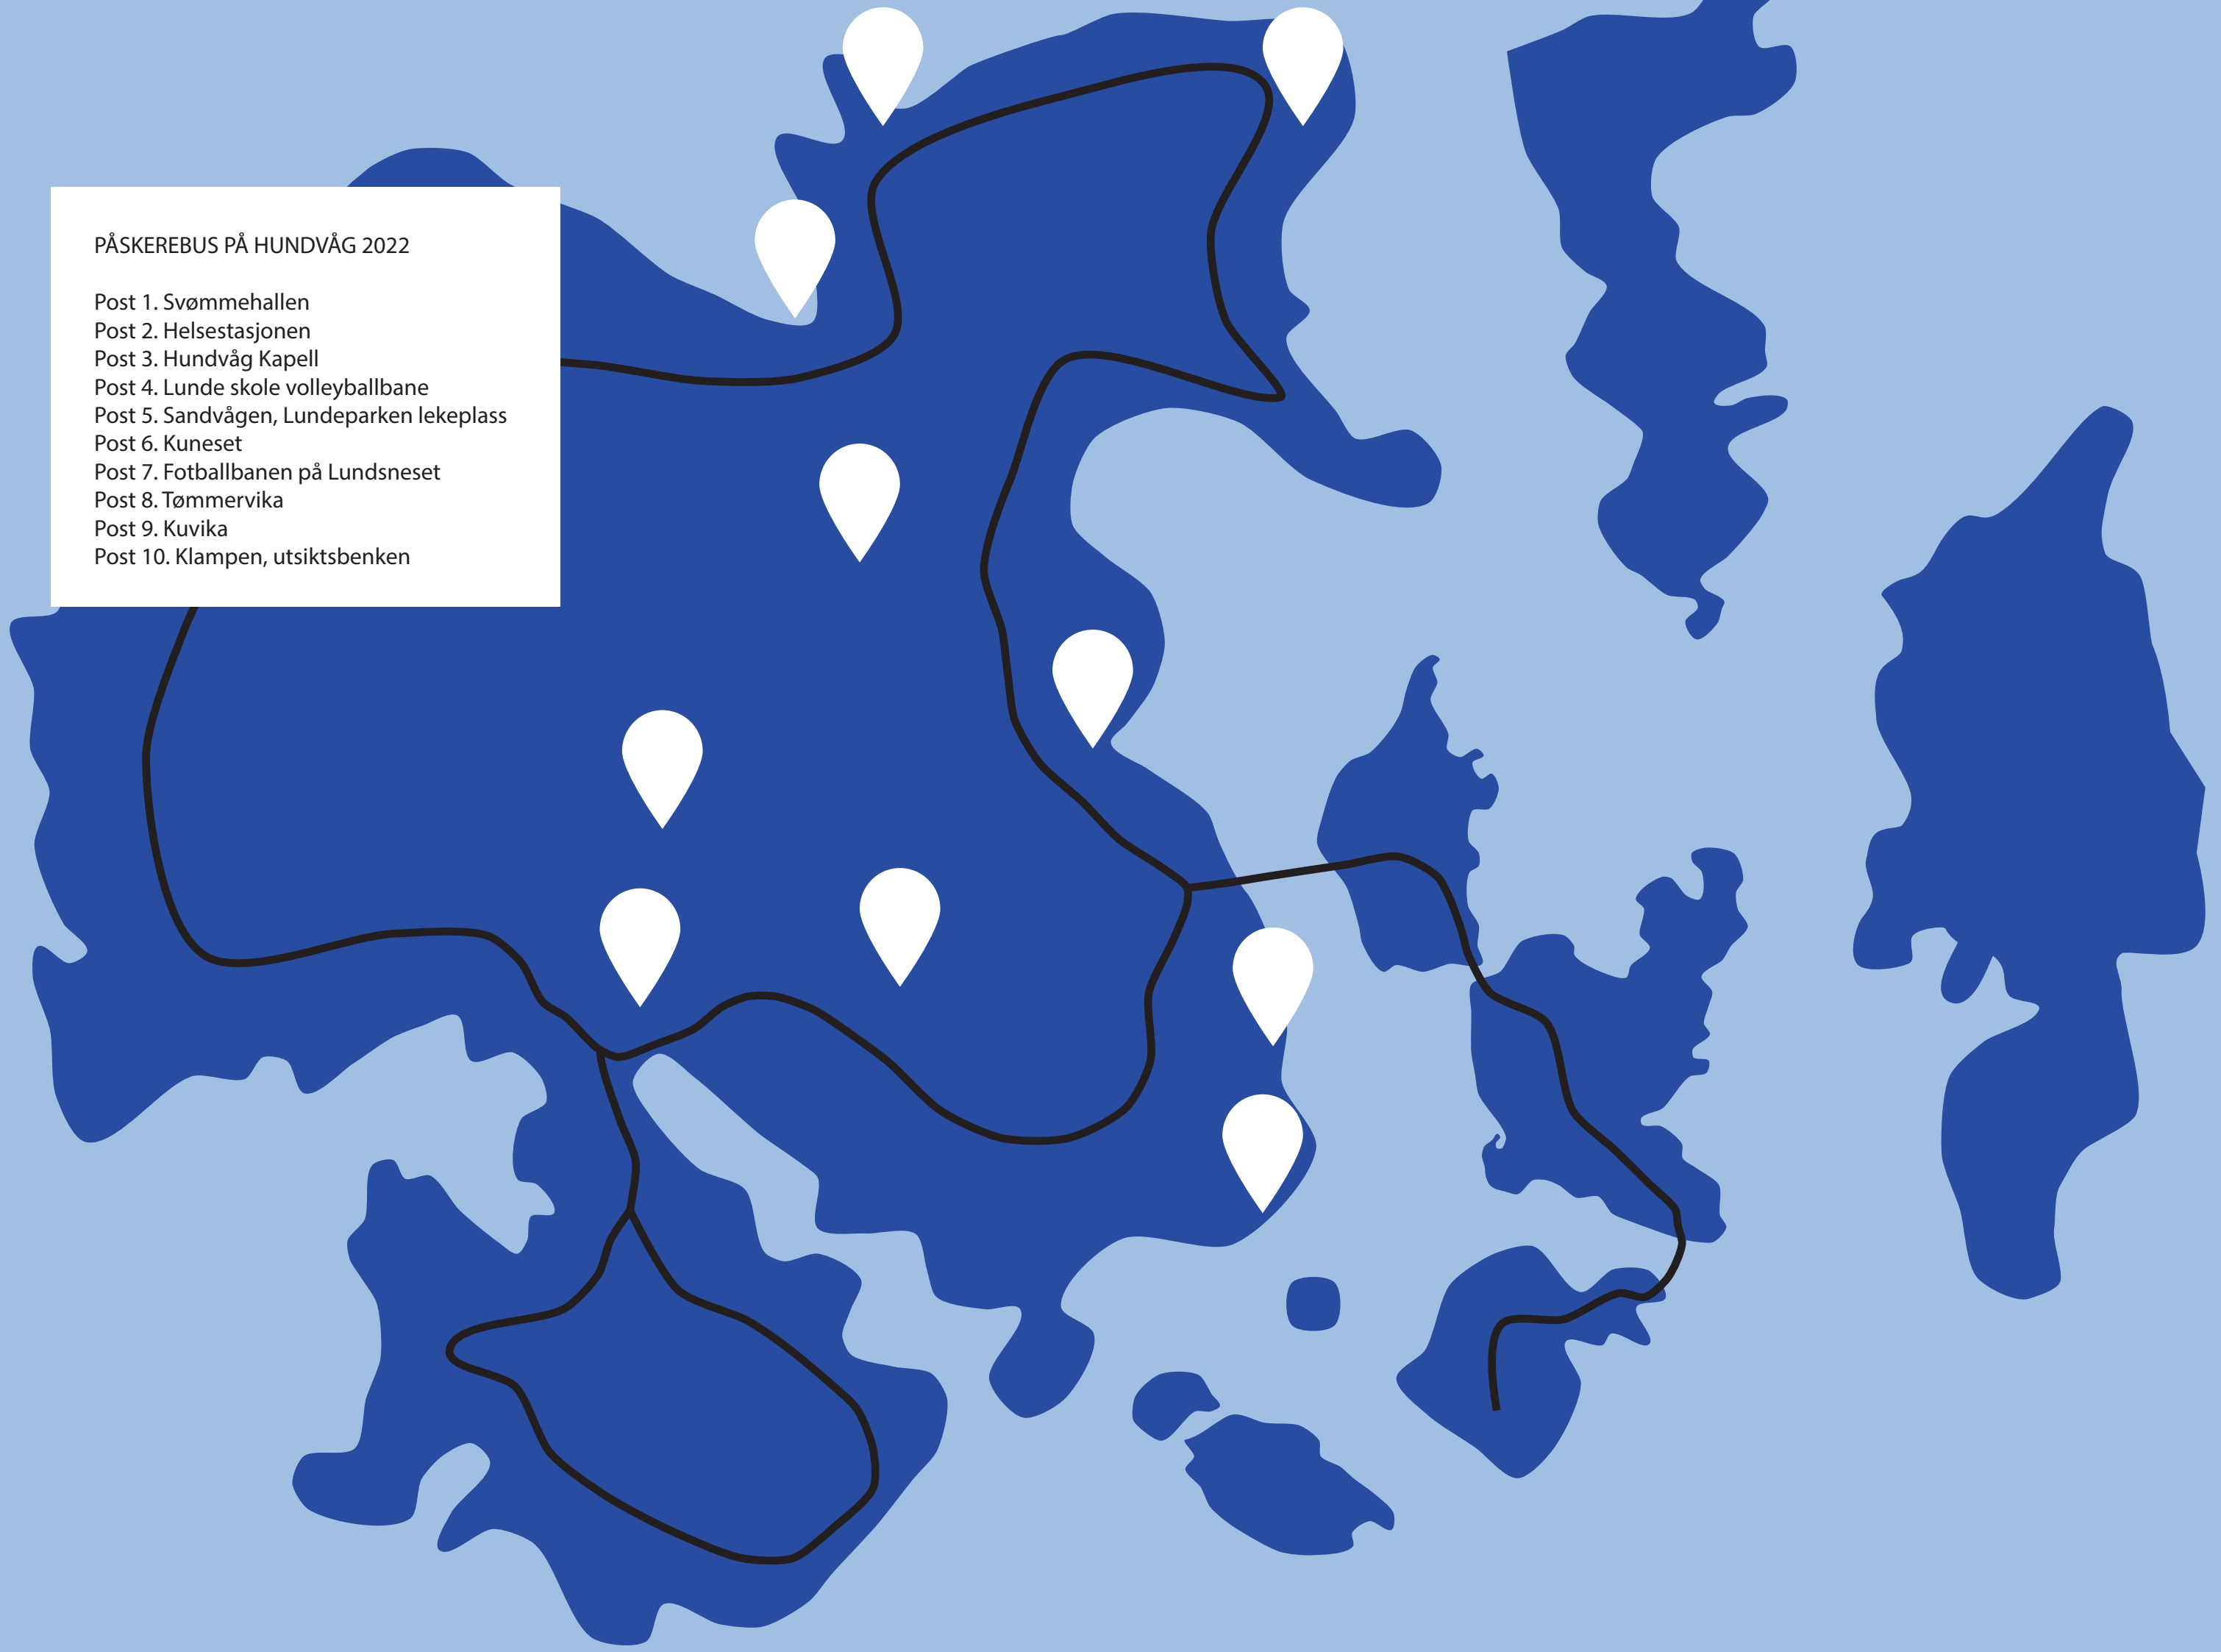 PÅSKEREBUS PÅ HUNDVÅG 2022
Post 1. Svømmehallen
Post 2. Helsestasjonen
Post 3. Hundvåg Kapell
Post 4. Lunde skole volleyballbane
Post 5. Sandvågen, Lundeparken lekeplass
Post 6. Kuneset
Post 7. Fotballbanen på Lundsneset
Post 8. Tømmervika
Post 9. Kuvika
Post 10. Klampen, utsiktsbenken